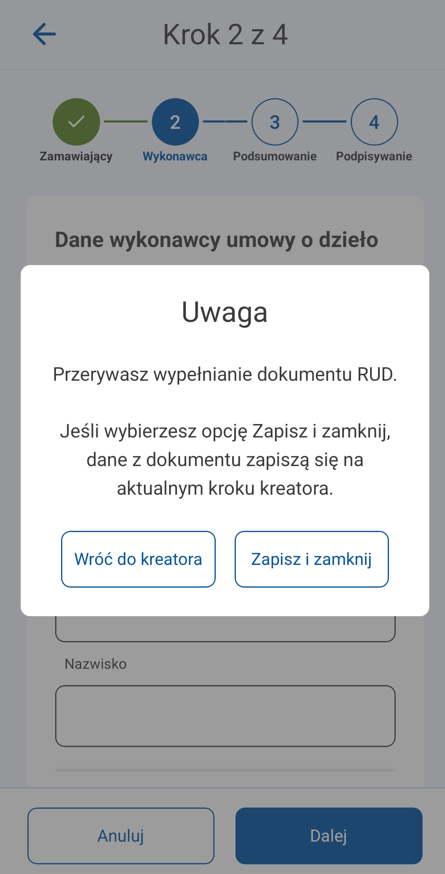 Krok 2 z 4
2
3
4
Zamawiający
Wykonawca
Podsumowanie
Podpisywanie
Dane wykonawcy umowy o dzieło
Uwaga
Przerywasz wypełnianie dokumentu RUD.
Jeśli wybierzesz opcję Zapisz i zamknij,
dane z dokumentu zapiszą się na
aktualnym kroku kreatora.
Wróć do kreatora
Zapisz i zamknij
Nazwisko
Anuluj
Dalej